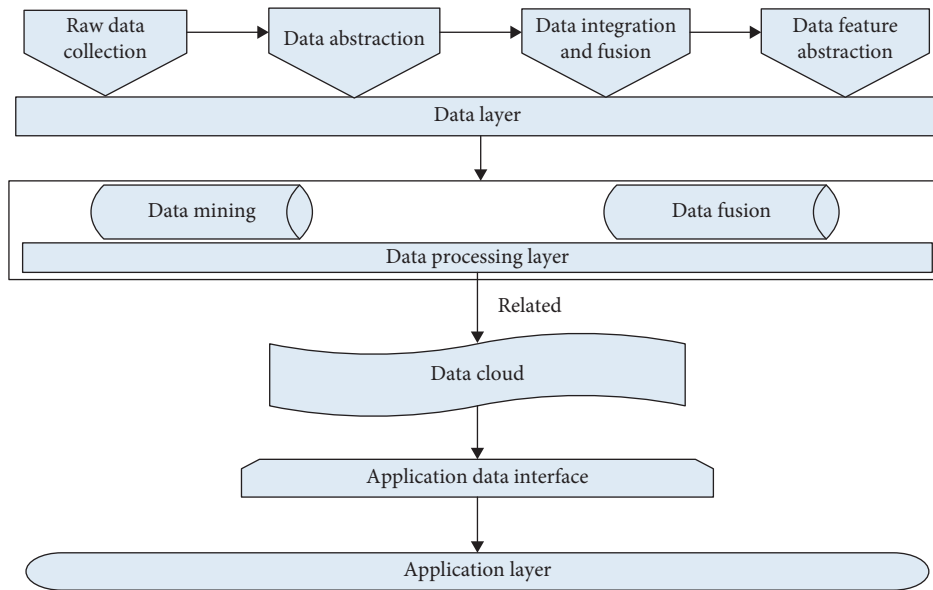 Raw data
collection
Data abstraction
Data integration
and fusion
Data feature
abstraction
Data layer
Data mining
Data fusion
Data processing layer
Related
Data cloud
Application data interface
Application layer